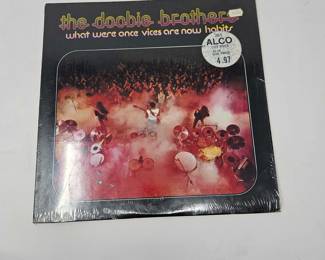 the doobie brothers
what were once vices are now habits
ALCO
4.97